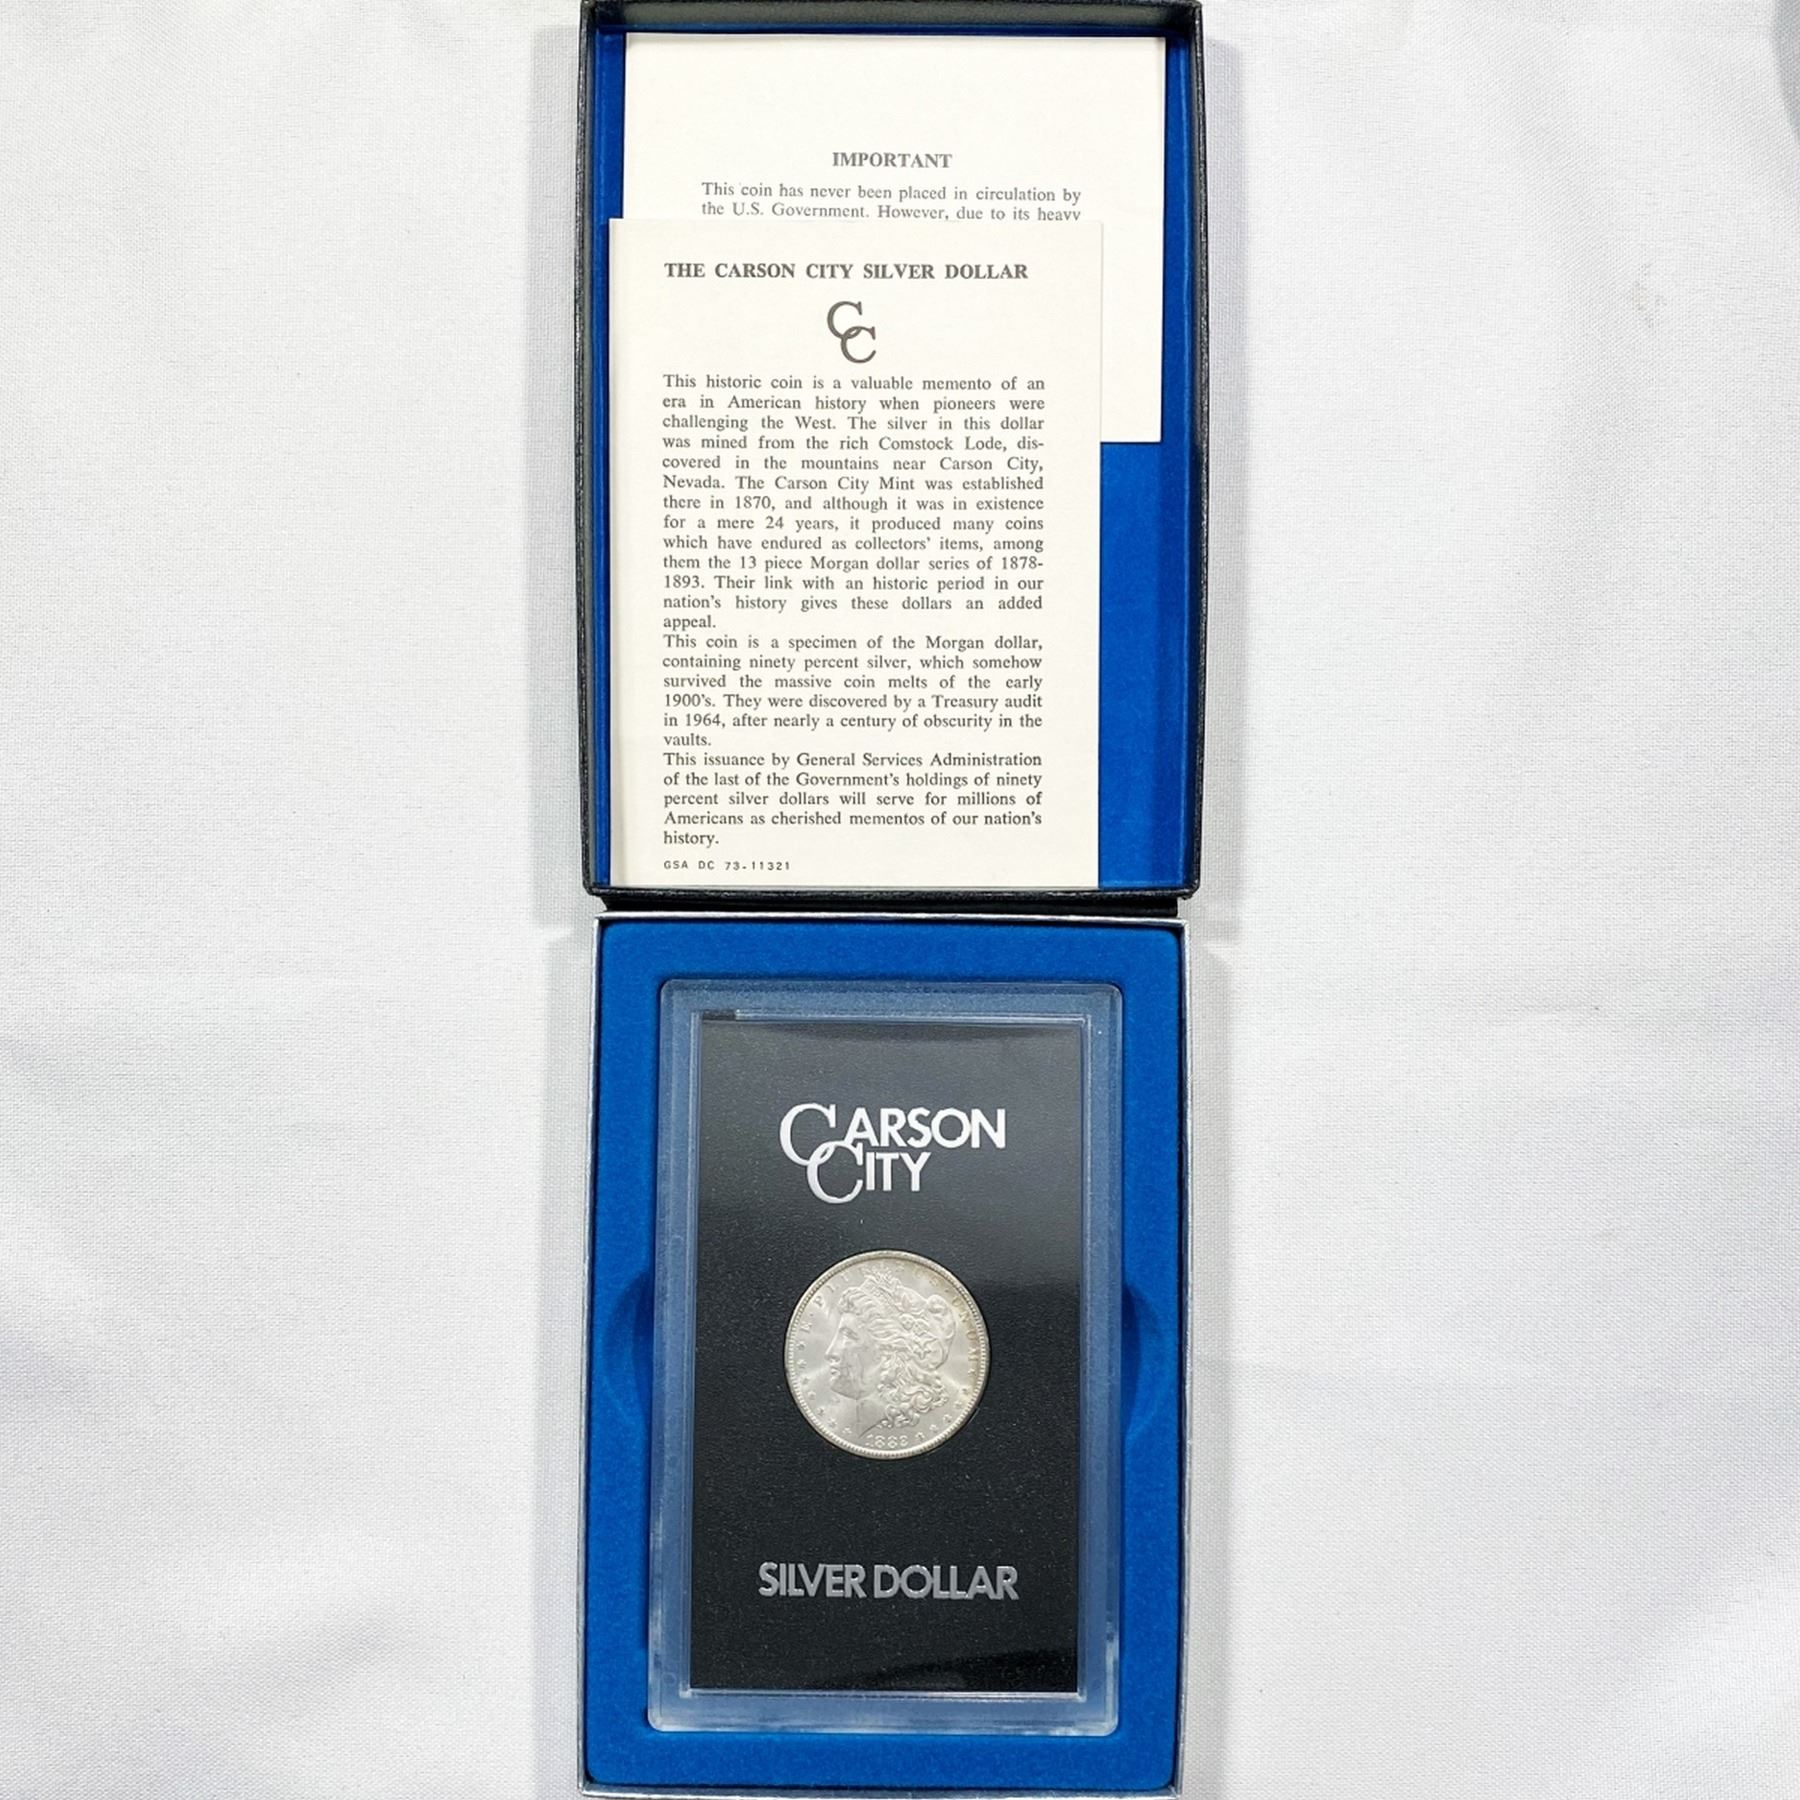 IMPORTANT
This coin has never been placed in circulation by
the U.S. Government. However, due to its heavy
THE CARSON CITY SILVER DOLLAR
CC
This historic coin is a valuable memento of an
era in American history when pioneers were
challenging the West. The silver in this dollar
was mined from the rich Comstock Lode, dis-
covered in the mountains near Carson City,
Nevada. The Carson City Mint was established
there in 1870, and although it was in existence
for a mere 24 years, it produced many coins
which have endured as collectors' items, among
them the 13 piece Morgan dollar series of 1878-
1893. Their link with an historic period in our
nation's history gives these dollars an added
appeal.
This coin is a specimen of the Morgan dollar,
containing ninety percent silver, which somehow
survived the massive coin melts of the early
1900's. They were discovered by a Treasury audit
in 1964, after nearly a century of obscurity in the
vaults.
This issuance by General Services Administration
of the last of the Government's holdings of ninety
percent silver dollars will serve for millions of
Americans as cherished mementos of our nation's
history.
GSA DC 73-11321
CARSON
CITY
E·PLURIBUS UNUM
SILVER DOLLAR